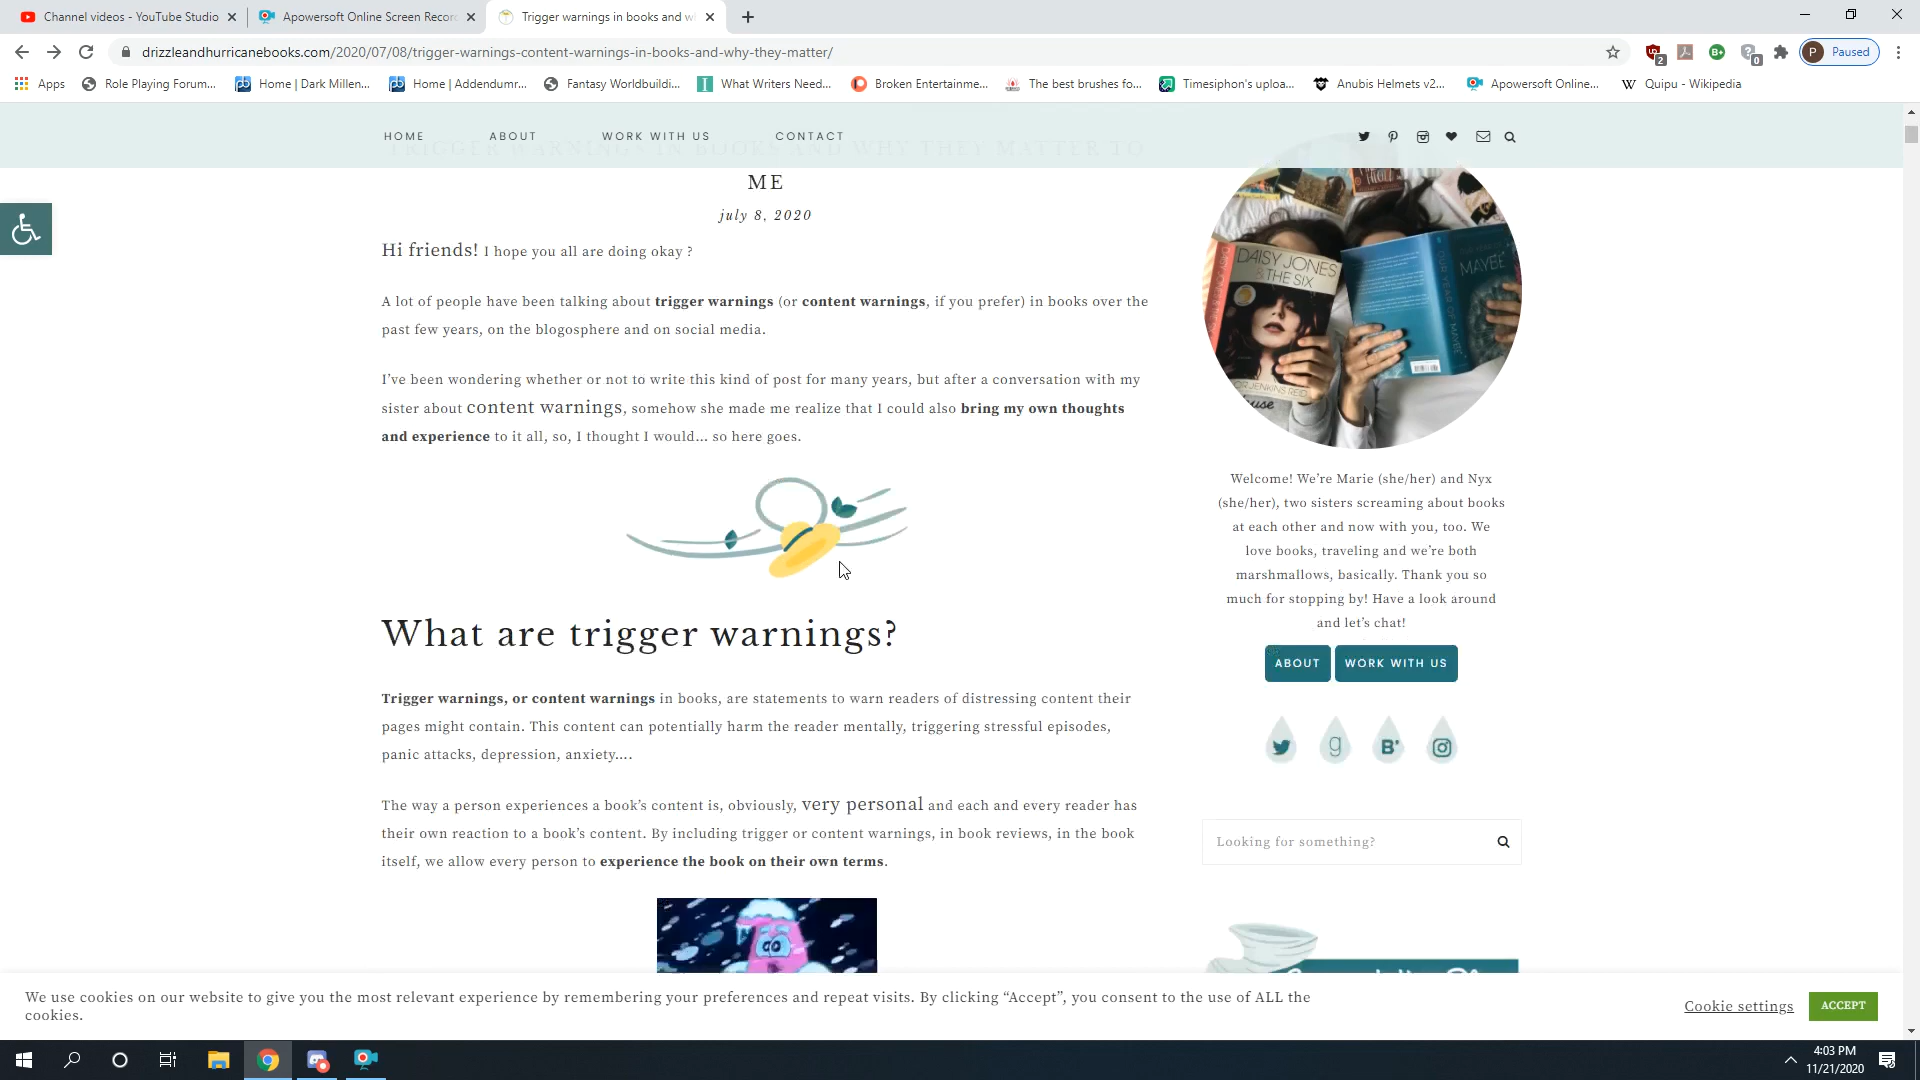 Channel videos - YouTube Studio
Apowersoft Online Screen Recor
Trigger warnings in books and w
drizzleandhurricanebooks.com/2020/07/08/trigger-warnings-content-warnings-in-books-and-why-they-matter/
2
0
P
Paused
Apps
Role Playing Forum...
Home | Dark Millen...
Home | Addendumr...
Fantasy Worldbuildi...
What Writers Need...
Broken Entertainme...
The best brushes fo...
Timesiphon's uploa...
Anubis Helmets v2...
Apowersoft Online...
Quipu - Wikipedia
HOME
ABOUT
WORK WITH US
CONTACT
TRIGGER WARNINGS IN BOOKS AND WHY THEY MATTER TO
ME
july 8, 2020
Hi friends! I hope you all are doing okay ?
A lot of people have been talking about trigger warnings (or content warnings, if you prefer) in books over the
past few years, on the blogosphere and on social media.
I've been wondering whether or not to write this kind of post for many years, but after a conversation with my
sister about content warnings, somehow she made me realize that I could also bring my own thoughts
and experience to it all, so, I thought I would... so here goes.
What are trigger warnings?
Trigger warnings, or content warnings in books, are statements to warn readers of distressing content their
pages might contain. This content can potentially harm the reader mentally, triggering stressful episodes,
panic attacks, depression, anxiety....
The way a person experiences a book's content is, obviously, very personal and each and every reader has
their own reaction to a book's content. By including trigger or content warnings, in book reviews, in the book
itself, we allow every person to experience the book on their own terms.
DAISY JONES
& THE SIX
MAYBE
Welcome! We're Marie (she/her) and Nyx
(she/her), two sisters screaming about books
at each other and now with you, too. We
love books, traveling and we're both
marshmallows, basically. Thank you so
much for stopping by! Have a look around
and let's chat!
ABOUT
WORK WITH US
Looking for something?
We use cookies on our website to give you the most relevant experience by remembering your preferences and repeat visits. By clicking “Accept”, you consent to the use of ALL the
cookies.
Cookie settings
ACCEPT
4:03 PM
11/21/2020